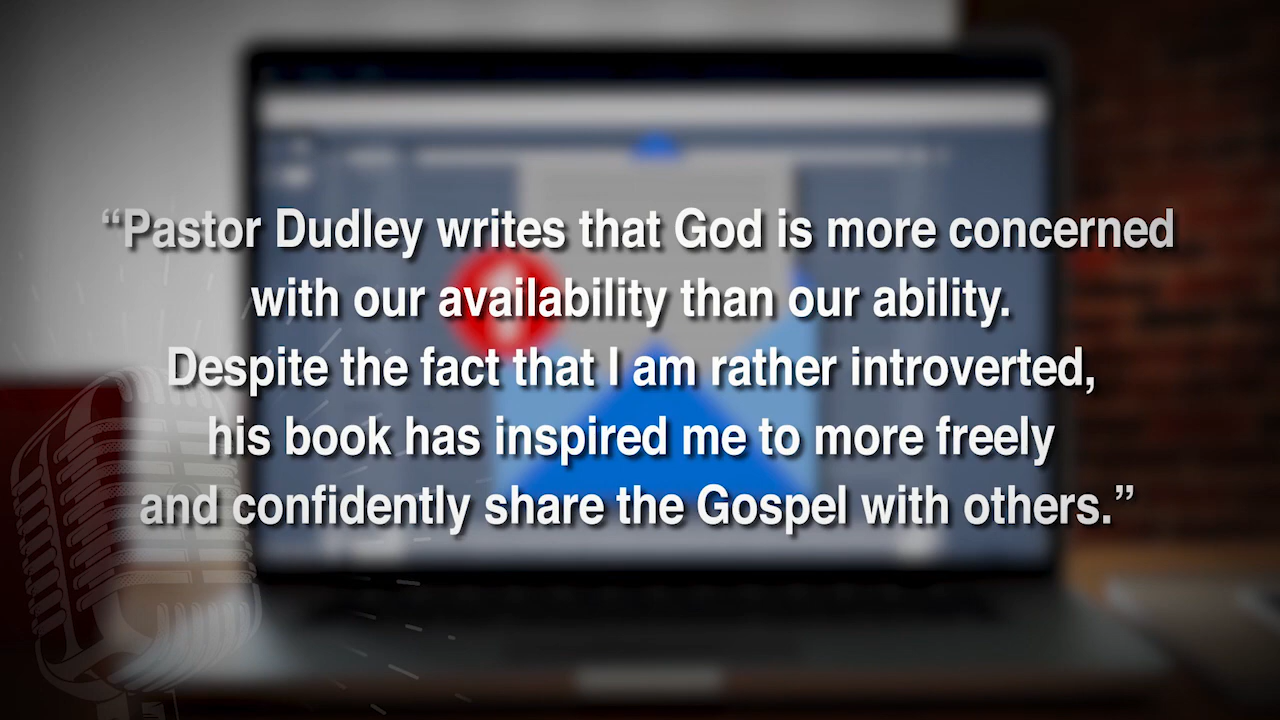 “Pastor Dudley writes that God is more concerned
with our availability than our ability.
Despite the fact that I am rather introverted,
his book has inspired me to more freely
and confidently share the Gospel with others.”